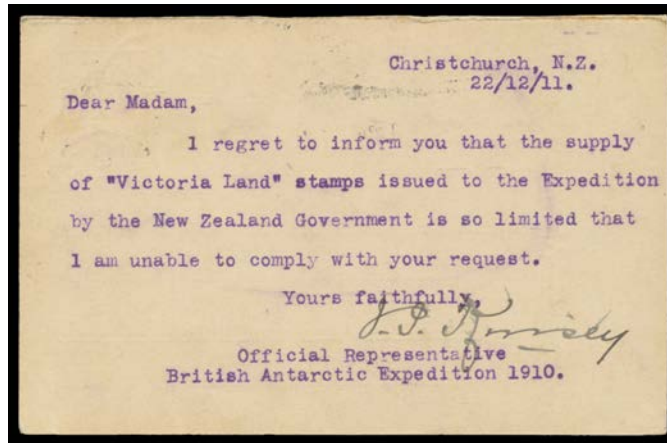 Christchurch, N.Z.
22/12/11.
Dear Madam,
I regret to inform you that the supply
of "Victoria Land" stamps issued to the Expedition
by the New Zealand Government is so limited that
I am unable to comply with your request.
Yours faithfully,
J. J. Kinsey
Official Representative
British Antarctic Expedition 1910.